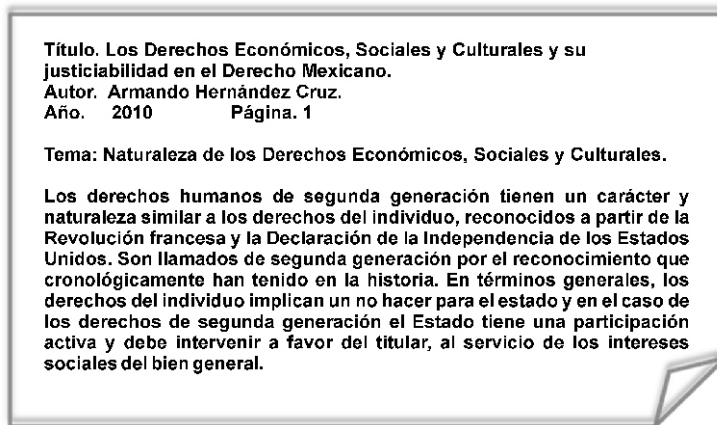 Título. Los Derechos Económicos, Sociales y Culturales y su
justiciabilidad en el Derecho Mexicano.
Autor. Armando Hernández Cruz.
Año. 2010 Página. 1
Tema: Naturaleza de los Derechos Económicos, Sociales y Culturales.
Los derechos humanos de segunda generación tienen un carácter y
naturaleza similar a los derechos del individuo, reconocidos a partir de la
Revolución francesa y la Declaración de la Independencia de los Estados
Unidos. Son llamados de segunda generación por el reconocimiento que
cronológicamente han tenido en la historia. En términos generales, los
derechos del individuo implican un no hacer para el estado y en el caso de
los derechos de segunda generación el Estado tiene una participación
activa y debe intervenir a favor del titular, al servicio de los intereses
sociales del bien general.